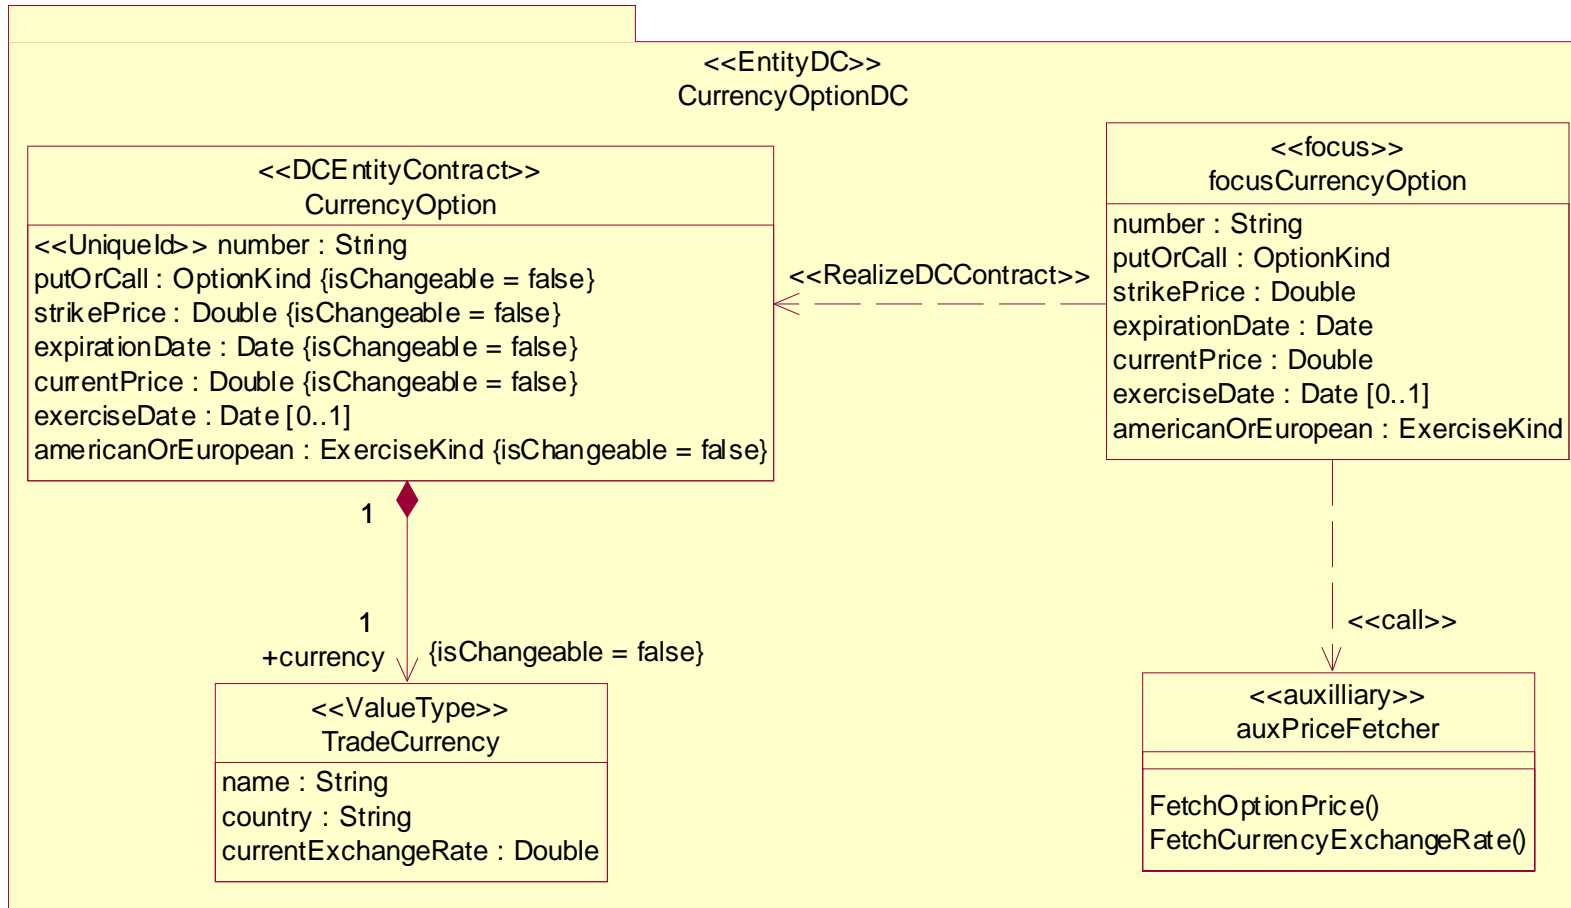 <<EntityDC>>
CurrencyOptionDC
<<DCEntityContract>>
CurrencyOption
<<UniqueId>> number : String
putOrCall : OptionKind {isChangeable = false}
strikePrice : Double {isChangeable = false}
expirationDate : Date {isChangeable = false}
currentPrice : Double {isChangeable = false}
exerciseDate : Date [0..1]
americanOrEuropean : ExerciseKind {isChangeable = false}
<<RealizeDCContract>>
<<focus>>
focusCurrencyOption
number : String
putOrCall : OptionKind
strikePrice : Double
expirationDate : Date
currentPrice : Double
exerciseDate : Date [0..1]
americanOrEuropean : ExerciseKind
1
1
+currency
{isChangeable = false}
<<call>>
<<ValueType>>
TradeCurrency
name : String
country : String
currentExchangeRate : Double
<<auxilliary>>
auxPriceFetcher
FetchOptionPrice()
FetchCurrencyExchangeRate()